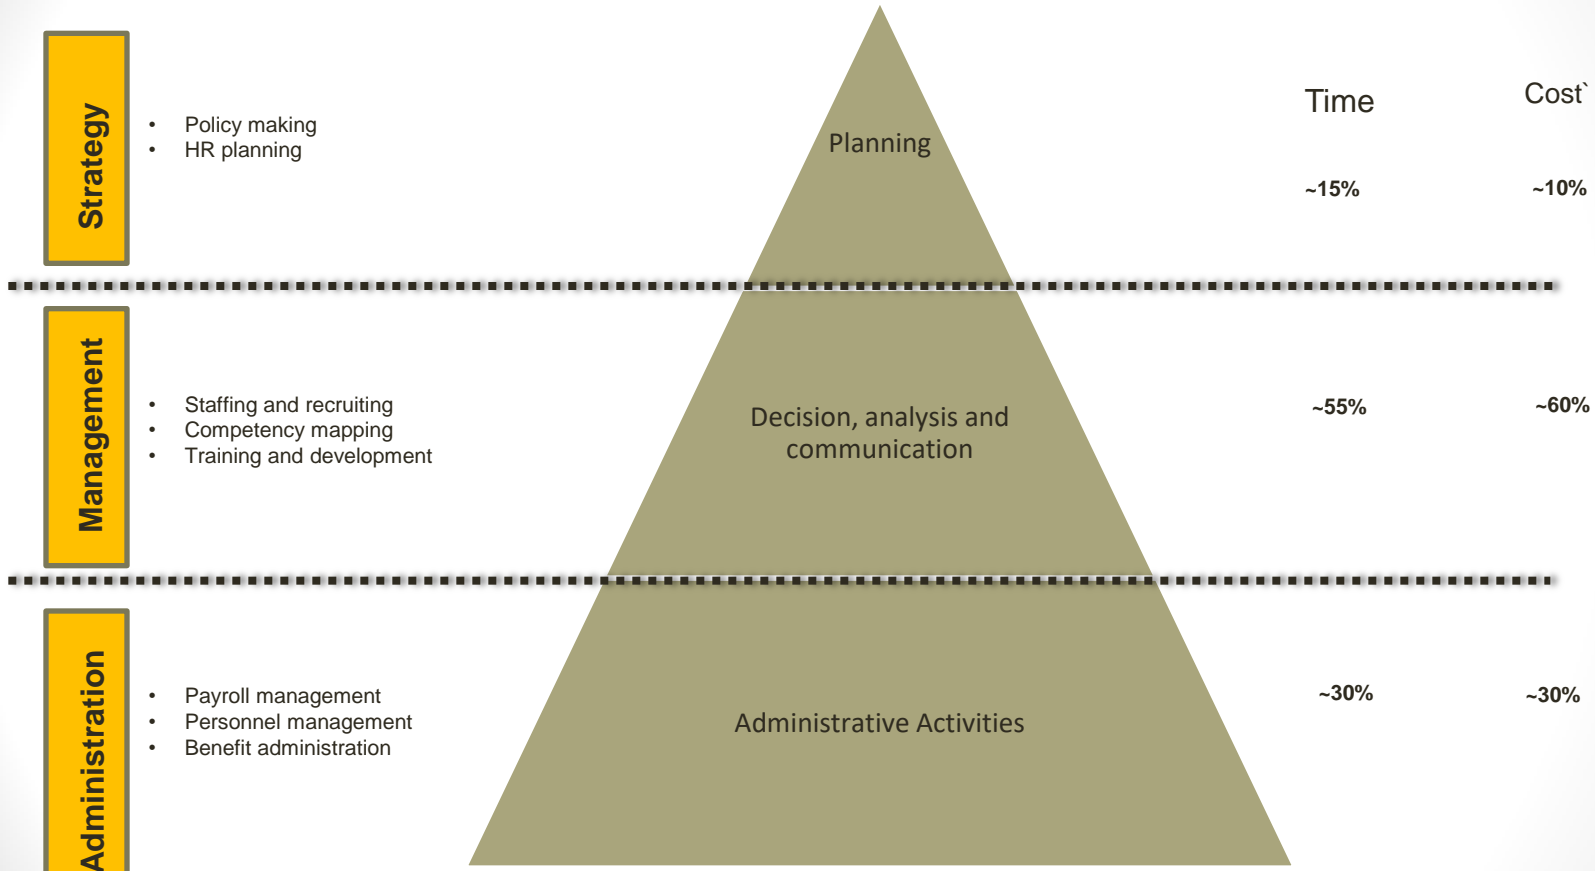 Strategy
• Policy making
• HR planning
Planning
Time
Cost`
~15%
~10%
Management
• Staffing and recruiting
• Competency mapping
• Training and development
Decision, analysis and
communication
~55%
~60%
Administration
• Payroll management
• Personnel management
• Benefit administration
Administrative Activities
~30%
~30%